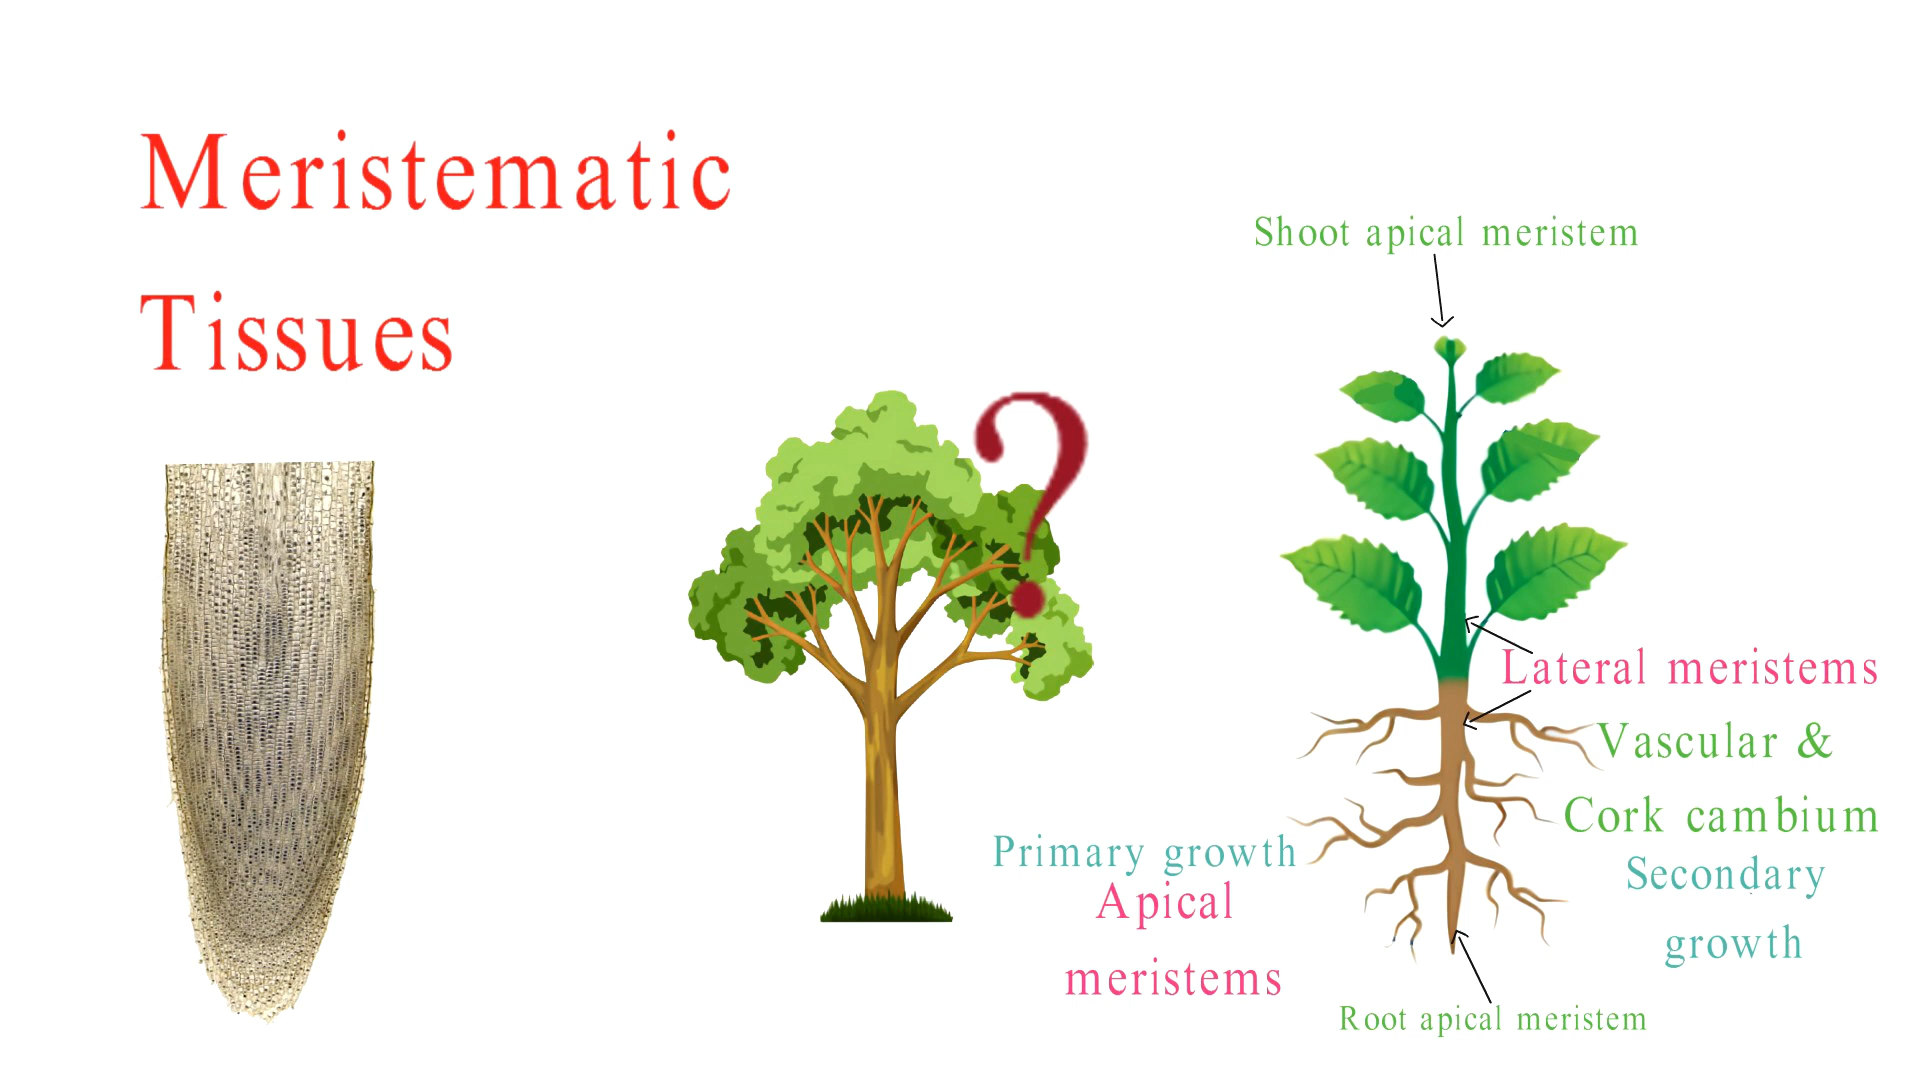 Meristematic
Tissues
?
Shoot apical meristem
Lateral meristems
Vascular &
Cork cambium
Secondary
growth
Primary growth
Apical
meristems
Root apical meristem